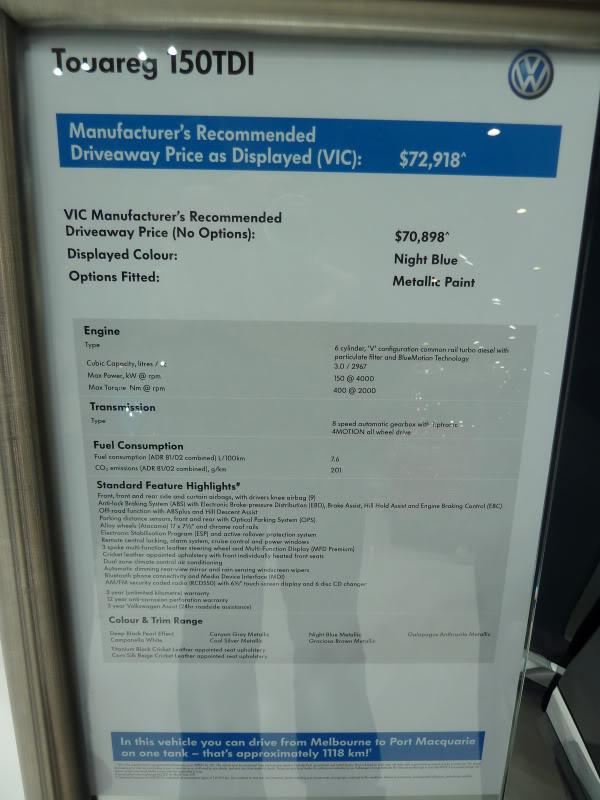 Touareg 150TDI
Manufacturer's Recommended
Driveaway Price as Displayed (VIC): $72,918^
VIC Manufacturer's Recommended
Driveaway Price (No Options): $70,898^
Displayed Colour: Night Blue
Options Fitted: Metallic Paint
Engine
Type 6 cylinder, 'V' configuration common rail turbo diesel with
particulate filter and BlueMotion Technology
Cubic Capacity, litres / 3.0 / 2967
Max Power, kW @ rpm 150 @ 4000
Max Torque Nm @ rpm 400 @ 2000
Transmission
Type 8 speed automatic gearbox with
4MOTION all wheel drive
Fuel Consumption
Fuel consumption (ADR 81/02 combined) L/100km 7.6
CO₂ emissions (ADR 81/02 combined), g/km 201
Standard Feature Highlights#
Front, front and rear side and curtain airbags, with drivers knee airbag (9)
Anti-lock Braking System (ABS) with Electronic Brake-pressure Distribution (EBD), Brake Assist, Hill Hold Assist and Engine Braking Control (EBC)
Off-road function with ABSplus and Hill Descent Assist
Parking distance sensors, front and rear with Optical Parking System (OPS)
Alloy wheels (Atacama) 17 x 7½" and chrome roof rails
Electronic Stabilisation Program (ESP) and active rollover protection system
Remote central locking, alarm system, cruise control and power windows
3 spoke multi-function leather steering wheel and Multi-Function Display (MFD Premium)
Cricket leather appointed upholstery with front individually heated front seats
Dual zone climate control air conditioning
Automatic dimming rear-view mirror and rain sensing windscreen wipers
Bluetooth phone connectivity and Media Device Interface (MDI)
AM/FM security coded radio (RCD550) with 6½" touch screen display and 6 disc CD changer
3 year (unlimited kilometre) warranty
12 year anti-corrosion perforation warranty
3 year Volkswagen Assist (24hr roadside assistance)
Colour & Trim Range
Deep Black Pearl Effect Canyon Grey Metallic Night Blue Metallic Galapagos Anthracite Metallic
Campanella White Cool Silver Metallic Graciosa Brown Metallic
Titanium Black Cricket Leather appointed seat upholstery
Corn Silk Beige Cricket Leather appointed seat upholstery
In this vehicle you can drive from Melbourne to Port Macquarie
on one tank – that's approximately 1118 km!†